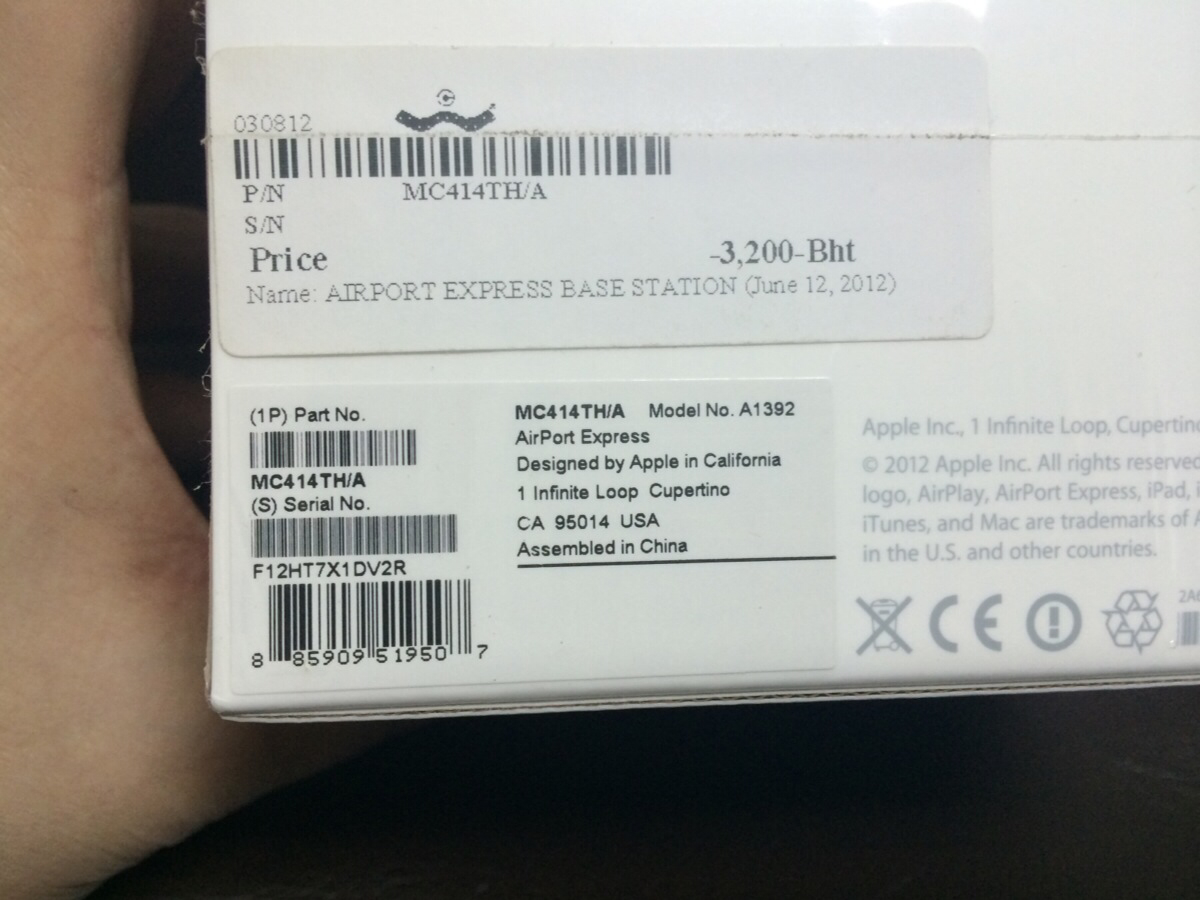 030812
P/N MC414TH/A
S/N
Price -3,200-Bht
Name: AIRPORT EXPRESS BASE STATION (June 12, 2012)
(1P) Part No.
MC414TH/A
(S) Serial No.
F12HT7X1DV2R
8 85909 51950 7
MC414TH/A Model No. A1392
AirPort Express
Designed by Apple in California
1 Infinite Loop Cupertino
CA 95014 USA
Assembled in China
Apple Inc., 1 Infinite Loop, Cupertino
© 2012 Apple Inc. All rights reserved
logo, AirPlay, AirPort Express, iPad,
iTunes, and Mac are trademarks of
in the U.S. and other countries.
CE